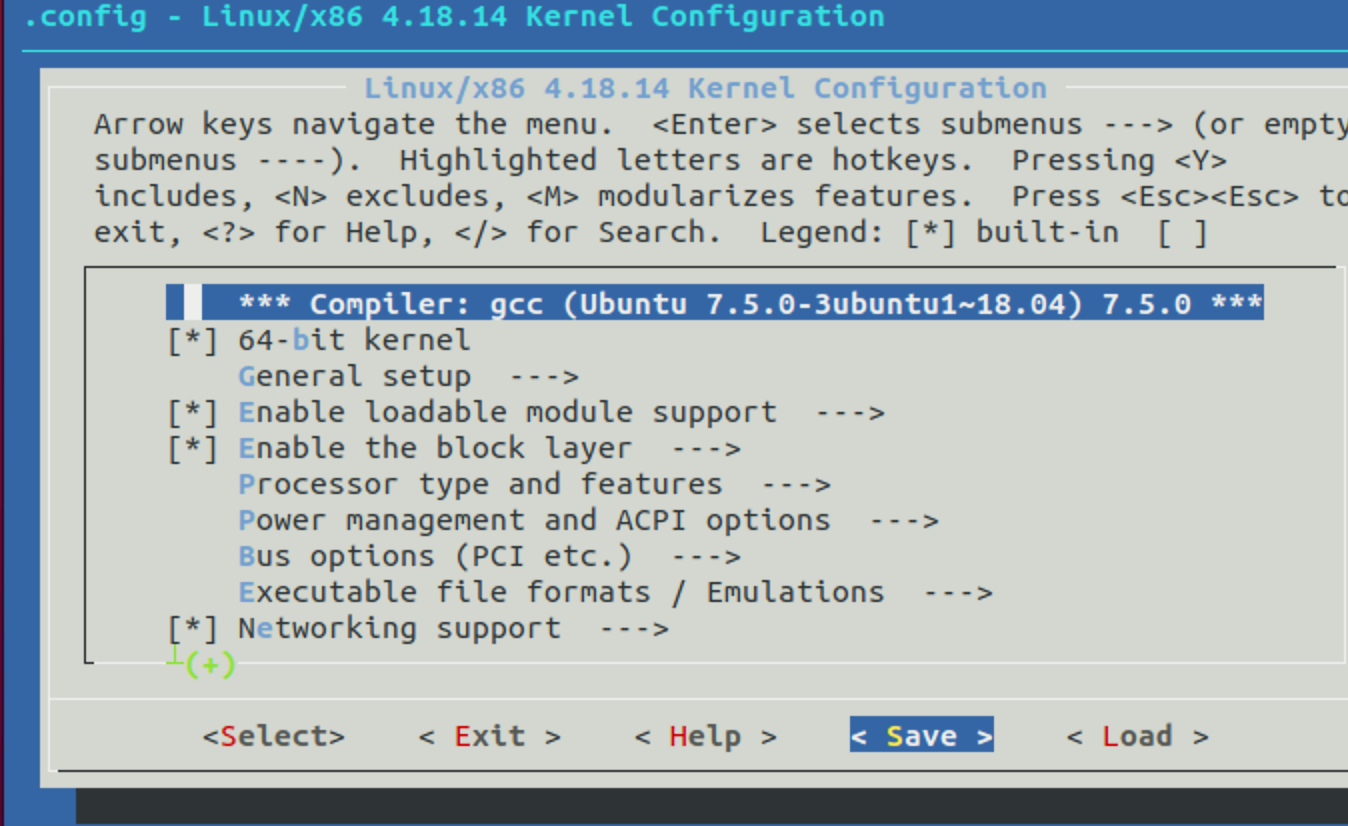 .config - Linux/x86 4.18.14 Kernel Configuration
Linux/x86 4.18.14 Kernel Configuration
Arrow keys navigate the menu.  <Enter> selects submenus ---> (or empty
submenus ----).  Highlighted letters are hotkeys.  Pressing <Y>
includes, <N> excludes, <M> modularizes features.  Press <Esc><Esc> to
exit, <?> for Help, </> for Search.  Legend: [*] built-in  [ ]
*** Compiler: gcc (Ubuntu 7.5.0-3ubuntu1~18.04) 7.5.0 ***
[*] 64-bit kernel
General setup  --->
[*] Enable loadable module support  --->
[*] Enable the block layer  --->
Processor type and features  --->
Power management and ACPI options  --->
Bus options (PCI etc.)  --->
Executable file formats / Emulations  --->
[*] Networking support  --->
(+)
<Select>    < Exit >    < Help >    < Save >    < Load >